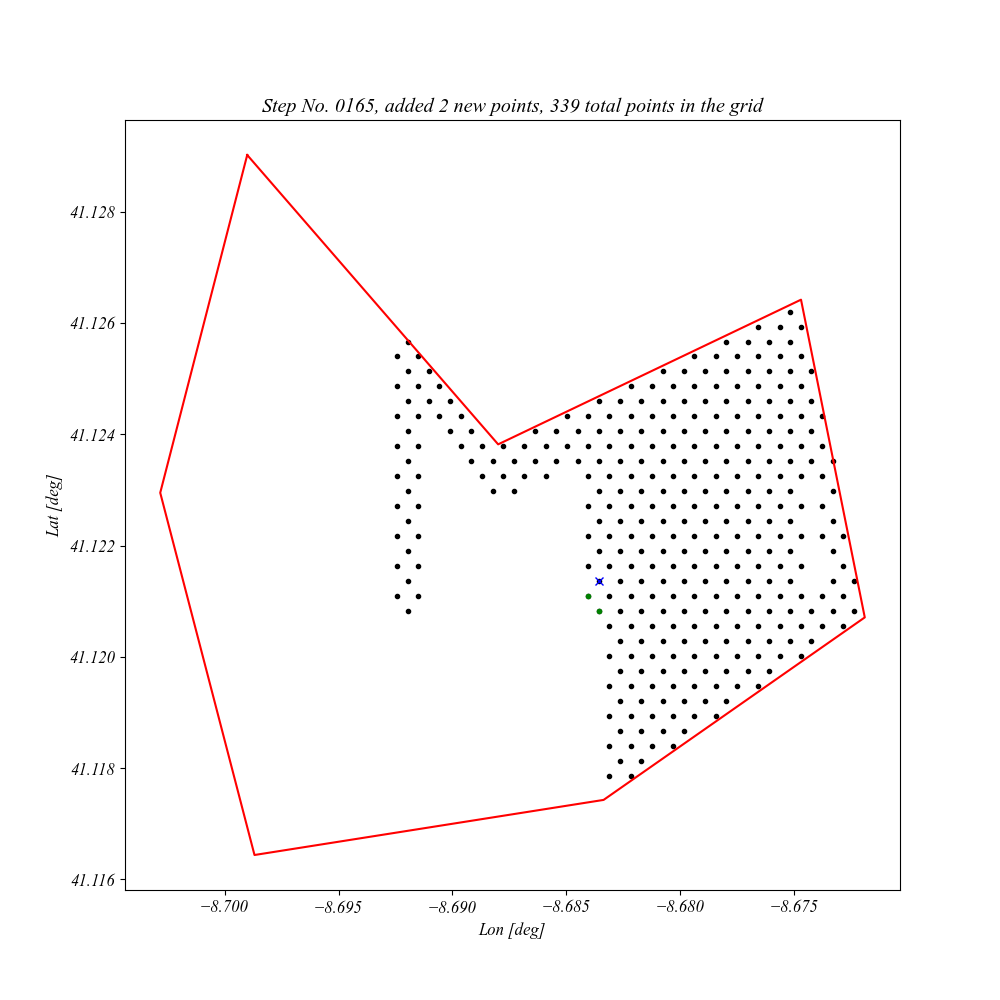 Step No. 0165, added 2 new points, 339 total points in the grid
41.128
41.126
41.124
41.122
41.120
41.118
41.116
Lat [deg]
−8.700 −8.695 −8.690 −8.685 −8.680 −8.675
Lon [deg]